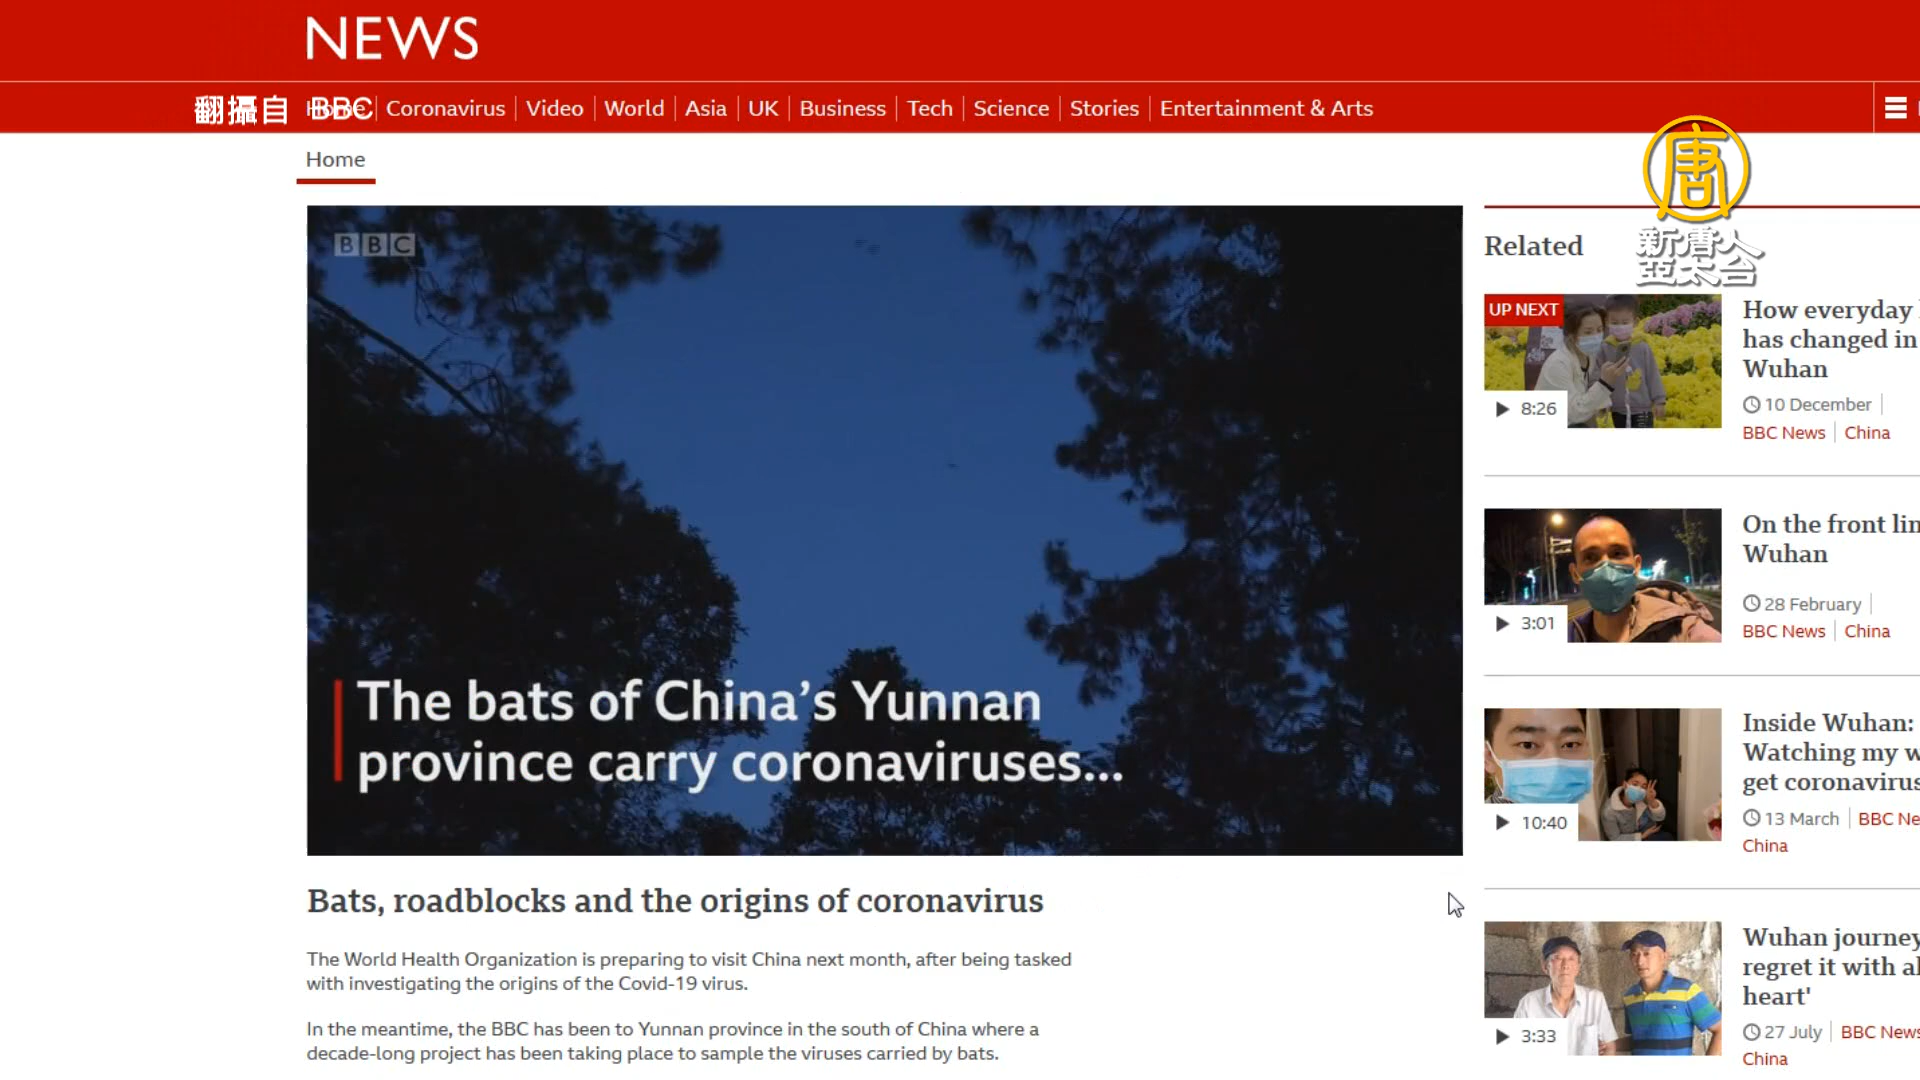 NEWS
翻攝自 BBC
Home
Coronavirus
Video
World
Asia
UK
Business
Tech
Science
Stories
Entertainment & Arts
Home
唐
新唐人
亞太台
BBC
The bats of China's Yunnan
province carry coronaviruses...
Bats, roadblocks and the origins of coronavirus
The World Health Organization is preparing to visit China next month, after being tasked
with investigating the origins of the Covid-19 virus.
In the meantime, the BBC has been to Yunnan province in the south of China where a
decade-long project has been taking place to sample the viruses carried by bats.
Related
UP NEXT
8:26
How everyday
has changed in
Wuhan
10 December
BBC News China
3:01
On the front
Wuhan
28 February
BBC News China
10:40
Inside Wuhan:
Watching my
get coronavirus
13 March BBC
China
3:33
Wuhan journey
regret it with
heart'
27 July BBC News
China